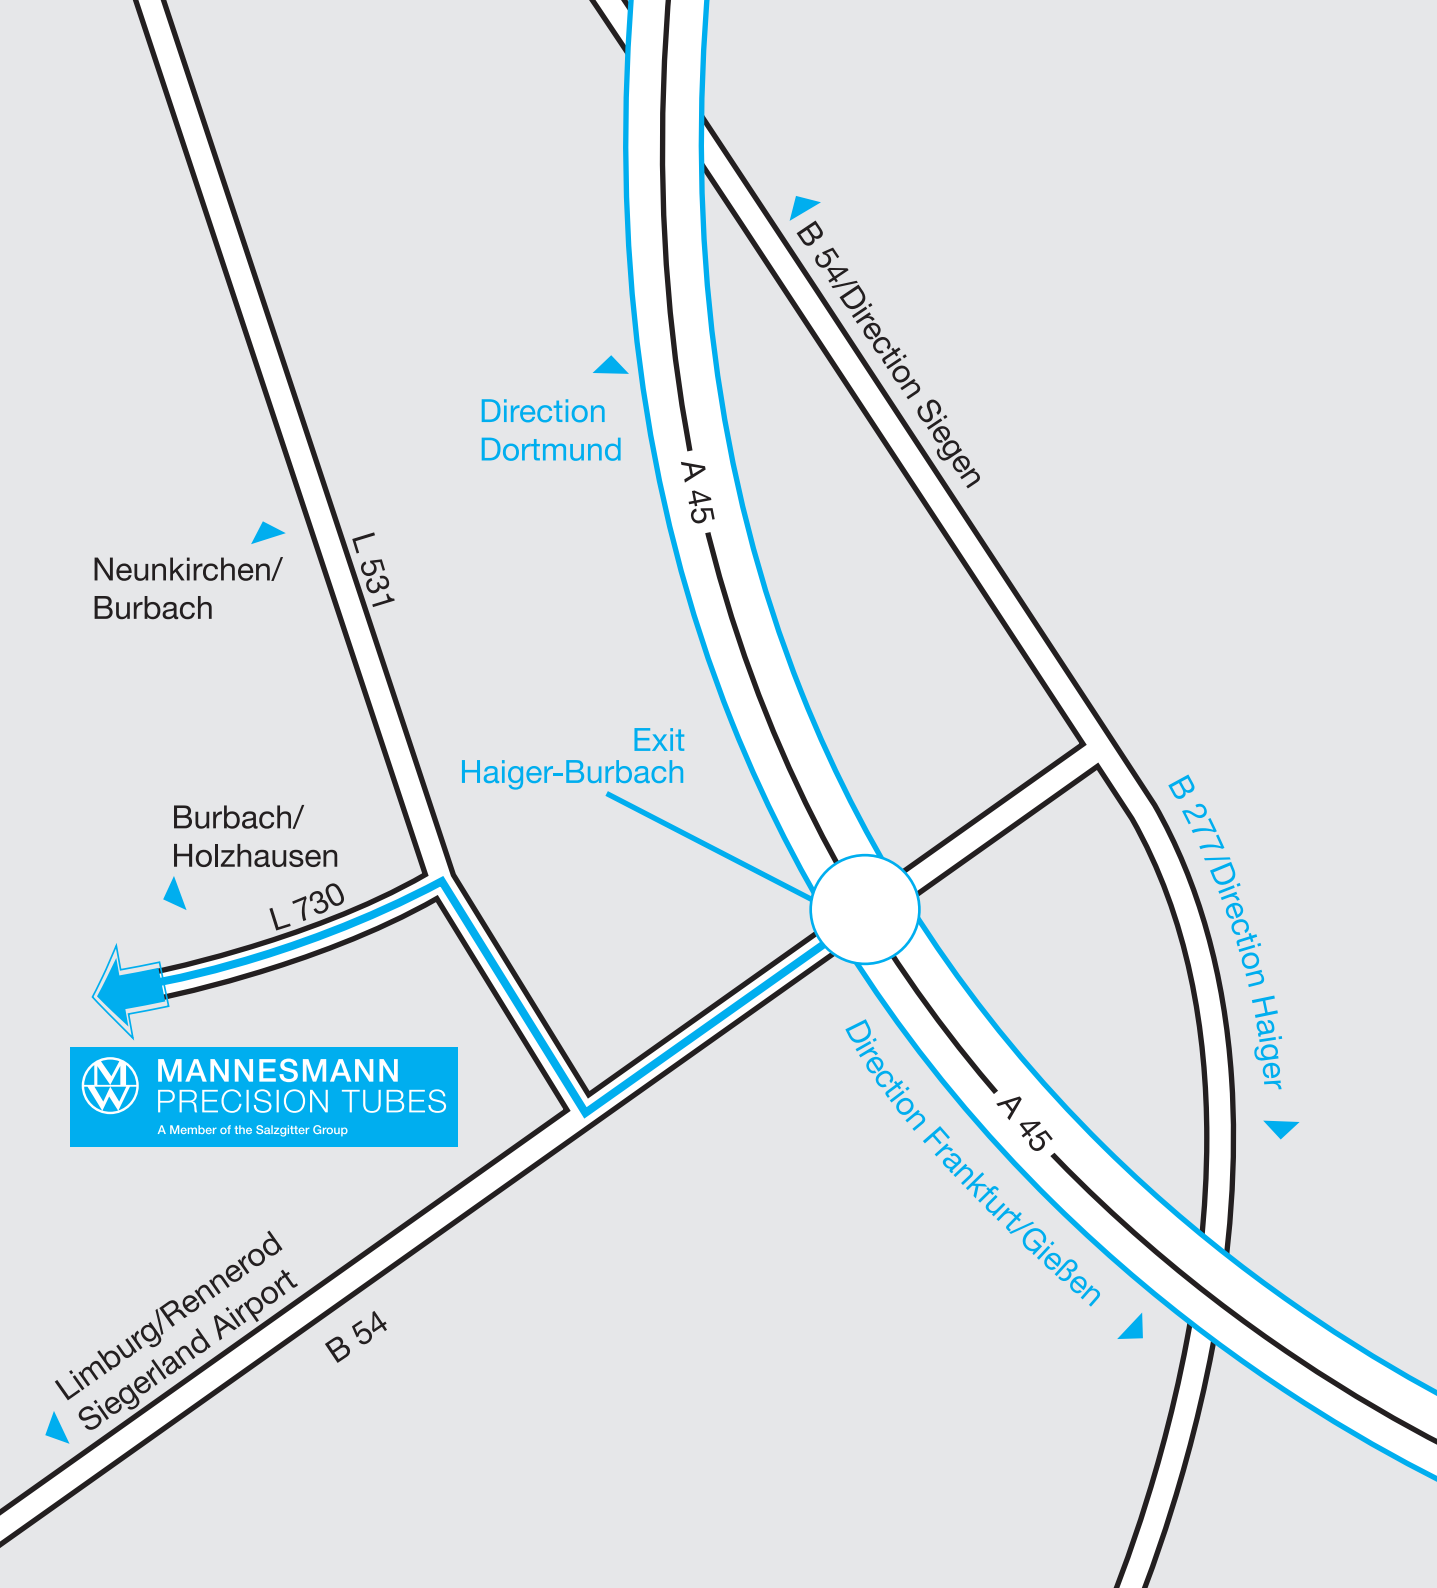 B 54/Direction Siegen
Direction
Dortmund
A 45
Neunkirchen/
Burbach
L 531
Exit
Haiger-Burbach
B 277/Direction Haiger
Burbach/
Holzhausen
L 730
MANNESMANN
PRECISION TUBES
A Member of the Salzgitter Group
Direction Frankfurt/Gießen
A 45
Limburg/Rennerod
Siegerland Airport
B 54